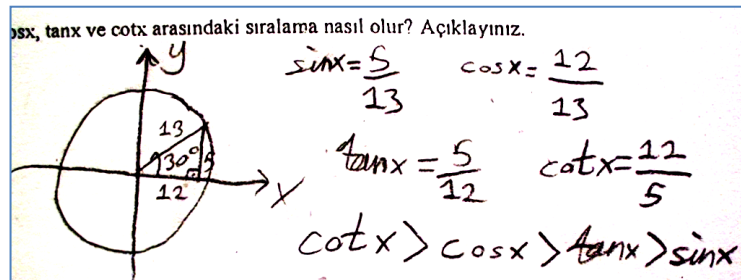 osx, tanx ve cotx arasındaki sıralama nasıl olur? Açıklayınız.
y
sinx= 5/13 cosx= 12/13
13
30° 5
12
x
tanx = 5/12 cotx= 12/5
cotx > cosx > tanx > sinx